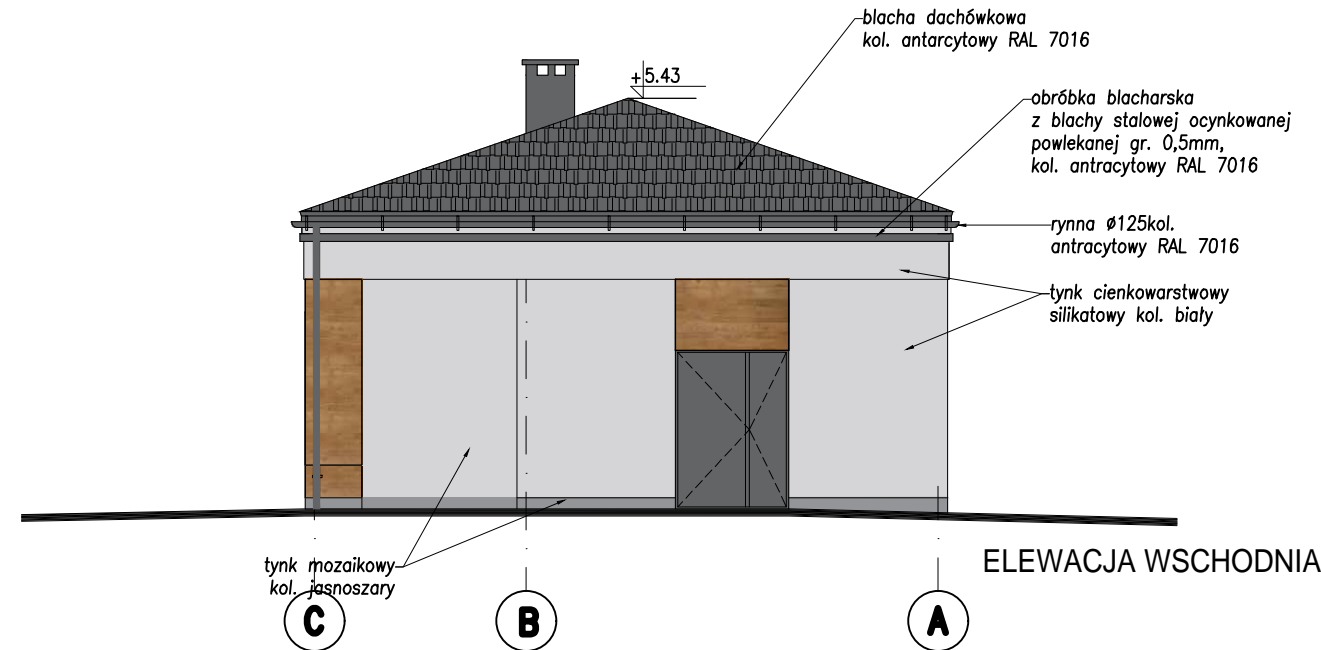 blacha dachówkowa
kol. antarcytowy RAL 7016
+5.43
obróbka blacharska
z blachy stalowej ocynkowanej
powlekanej gr. 0,5mm,
kol. antracytowy RAL 7016
rynna ø125kol.
antracytowy RAL 7016
tynk cienkowarstwowy
silikatowy kol. biały
tynk mozaikowy
kol. jasnoszary
ELEWACJA WSCHODNIA
C
B
A